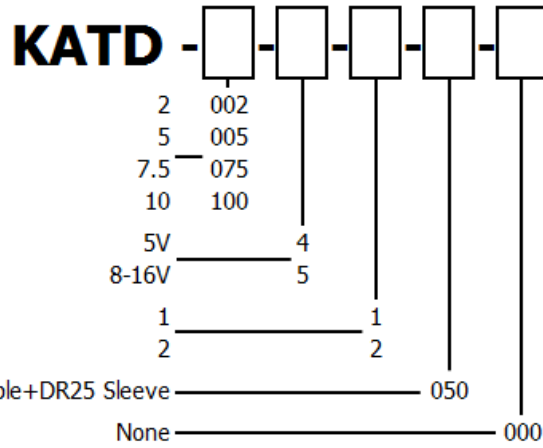 KATD - - - - -
2 002
5 005
7.5 075
10 100
5V 4
8-16V 5
1 1
2 2
+DR25 Sleeve 050
None 000